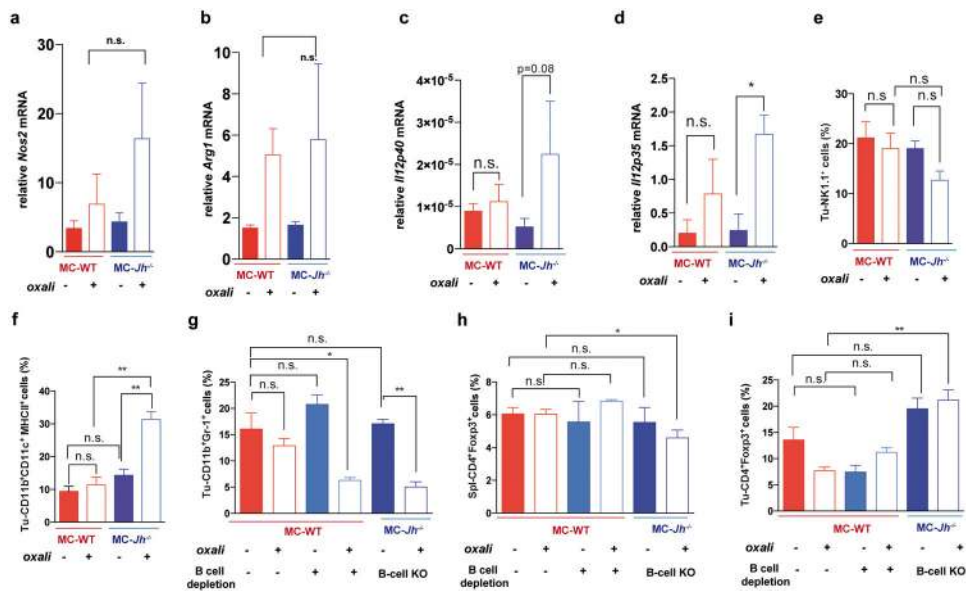 a
relative Nos2 mRNA
30
20
10
0
n.s.
MC-WT
MC-Jh-/-
oxali
-
+
-
+
b
relative Arg1 mRNA
10
8
6
4
2
0
n.s
MC-WT
MC-Jh-/-
oxali
-
+
-
+
c
relative Il12p40 mRNA
4×10-5
3×10-5
2×10-5
1×10-5
0
n.s.
p=0.08
MC-WT
MC-Jh-/-
oxali
-
+
-
+
d
relative Il12p35 mRNA
2.0
1.5
1.0
0.5
0.0
n.s.
*
MC-WT
MC-Jh-/-
oxali
-
+
-
+
e
Tu-NK1.1+ cells (%)
30
25
20
15
10
5
0
n.s
n.s
n.s
MC-WT
MC-Jh-/-
oxali
-
+
-
+
f
Tu-CD11b+CD11c+ MHCII+ cells (%)
40
30
20
10
0
**
**
n.s.
n.s.
MC-WT
MC-Jh-/-
oxali
-
+
-
+
g
Tu-CD11b+Gr-1+ cells (%)
25
20
15
10
5
0
n.s.
*
n.s.
n.s.
**
MC-WT
MC-Jh-/-
oxali
-
+
-
+
-
+
B cell
depletion
-
-
+
+
B-cell KO
h
Spl-CD4+Foxp3+ cells (%)
10
8
6
4
2
0
*
n.s.
n.s.
n.s
MC-WT
MC-Jh-/-
oxali
-
+
-
+
-
+
B cell
depletion
-
-
+
+
B-cell KO
i
Tu-CD4+Foxp3+ cells (%)
25
20
15
10
5
0
**
n.s.
n.s.
n.s
MC-WT
MC-Jh-/-
oxali
-
+
-
+
-
+
B cell
depletion
-
-
+
+
B-cell KO